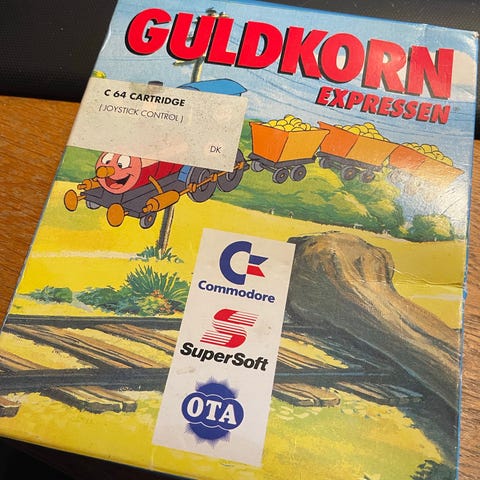 GULDKORN
EXPRESSEN
C 64 CARTRIDGE
(JOYSTICK CONTROL)
DK
Commodore
SuperSoft
OTA